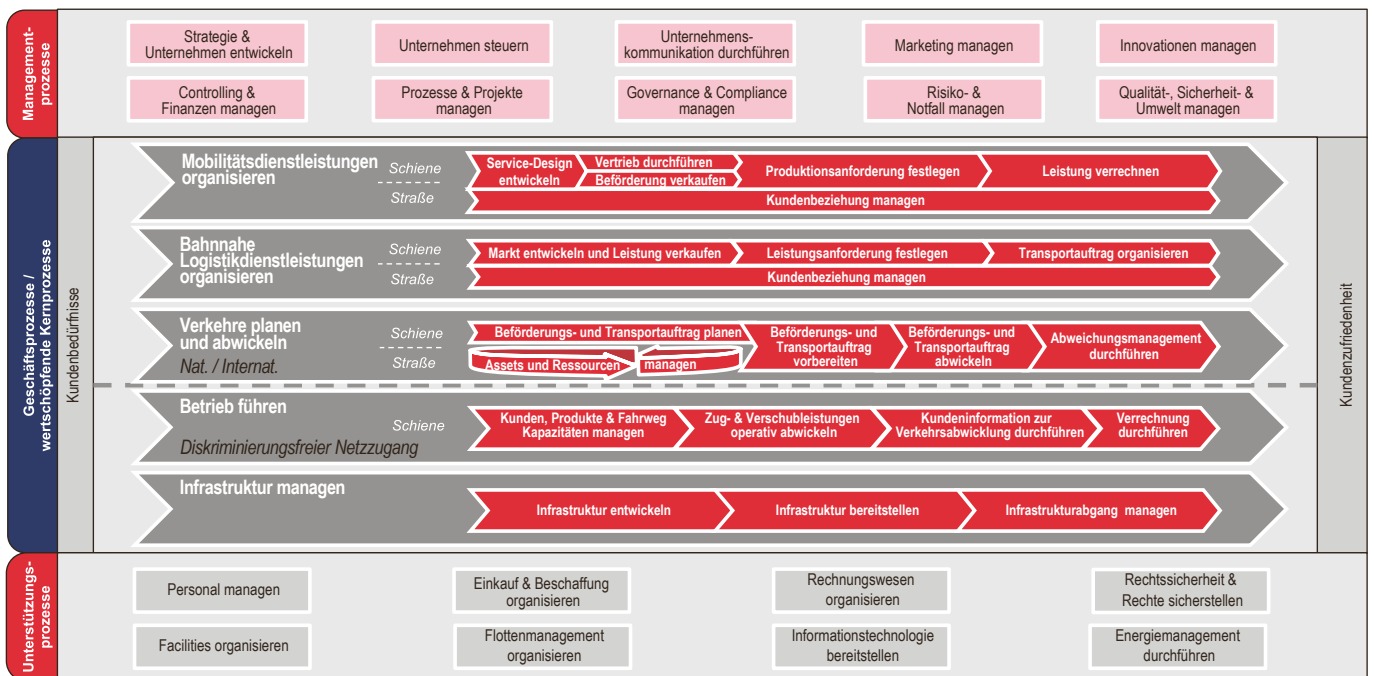 Management-
prozesse
Strategie &
Unternehmen entwickeln
Unternehmen steuern
Unternehmens-
kommunikation durchführen
Marketing managen
Innovationen managen
Controlling &
Finanzen managen
Prozesse & Projekte
managen
Governance & Compliance
managen
Risiko- &
Notfall managen
Qualität-, Sicherheit- &
Umwelt managen
Geschäftsprozesse /
wertschöpfende Kernprozesse
Kundenbedürfnisse
Mobilitätsdienstleistungen
organisieren
Schiene
Straße
Service-Design
entwickeln
Vertrieb durchführen
Beförderung verkaufen
Produktionsanforderung festlegen
Leistung verrechnen
Kundenbeziehung managen
Bahnnahe
Logistikdienstleistungen
organisieren
Schiene
Straße
Markt entwickeln und Leistung verkaufen
Leistungsanforderung festlegen
Transportauftrag organisieren
Kundenbeziehung managen
Verkehre planen
und abwickeln
Nat. / Internat.
Schiene
Straße
Beförderungs- und Transportauftrag planen
Assets und Ressourcen
managen
Beförderungs- und
Transportauftrag
vorbereiten
Beförderungs- und
Transportauftrag
abwickeln
Abweichungsmanagement
durchführen
Betrieb führen
Diskriminierungsfreier Netzzugang
Schiene
Kunden, Produkte & Fahrweg
Kapazitäten managen
Zug- & Verschubleistungen
operativ abwickeln
Kundeninformation zur
Verkehrsabwicklung durchführen
Verrechnung
durchführen
Infrastruktur managen
Infrastruktur entwickeln
Infrastruktur bereitstellen
Infrastrukturabgang managen
Kundenzufriedenheit
Unterstützungs-
prozesse
Personal managen
Einkauf & Beschaffung
organisieren
Rechnungswesen
organisieren
Rechtssicherheit &
Rechte sicherstellen
Facilities organisieren
Flottenmanagement
organisieren
Informationstechnologie
bereitstellen
Energiemanagement
durchführen